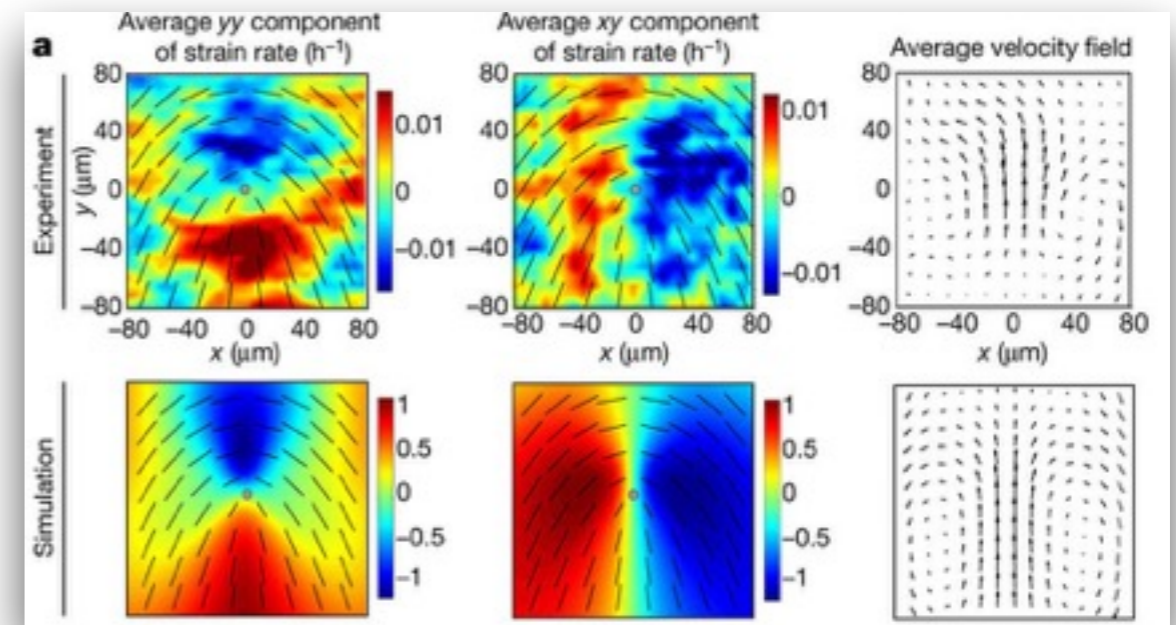 a
Average yy component
of strain rate (h⁻¹)
Average xy component
of strain rate (h⁻¹)
Average velocity field
Experiment
y (μm)
80
40
0
−40
−80
−80 −40 0 40 80
x (μm)
0.01
0
−0.01
80
40
0
−40
−80
−80 −40 0 40 80
x (μm)
0.01
0
−0.01
80
40
0
−40
−80
−80 −40 0 40 80
x (μm)
Simulation
1
0.5
0
−0.5
−1
1
0.5
0
−0.5
−1